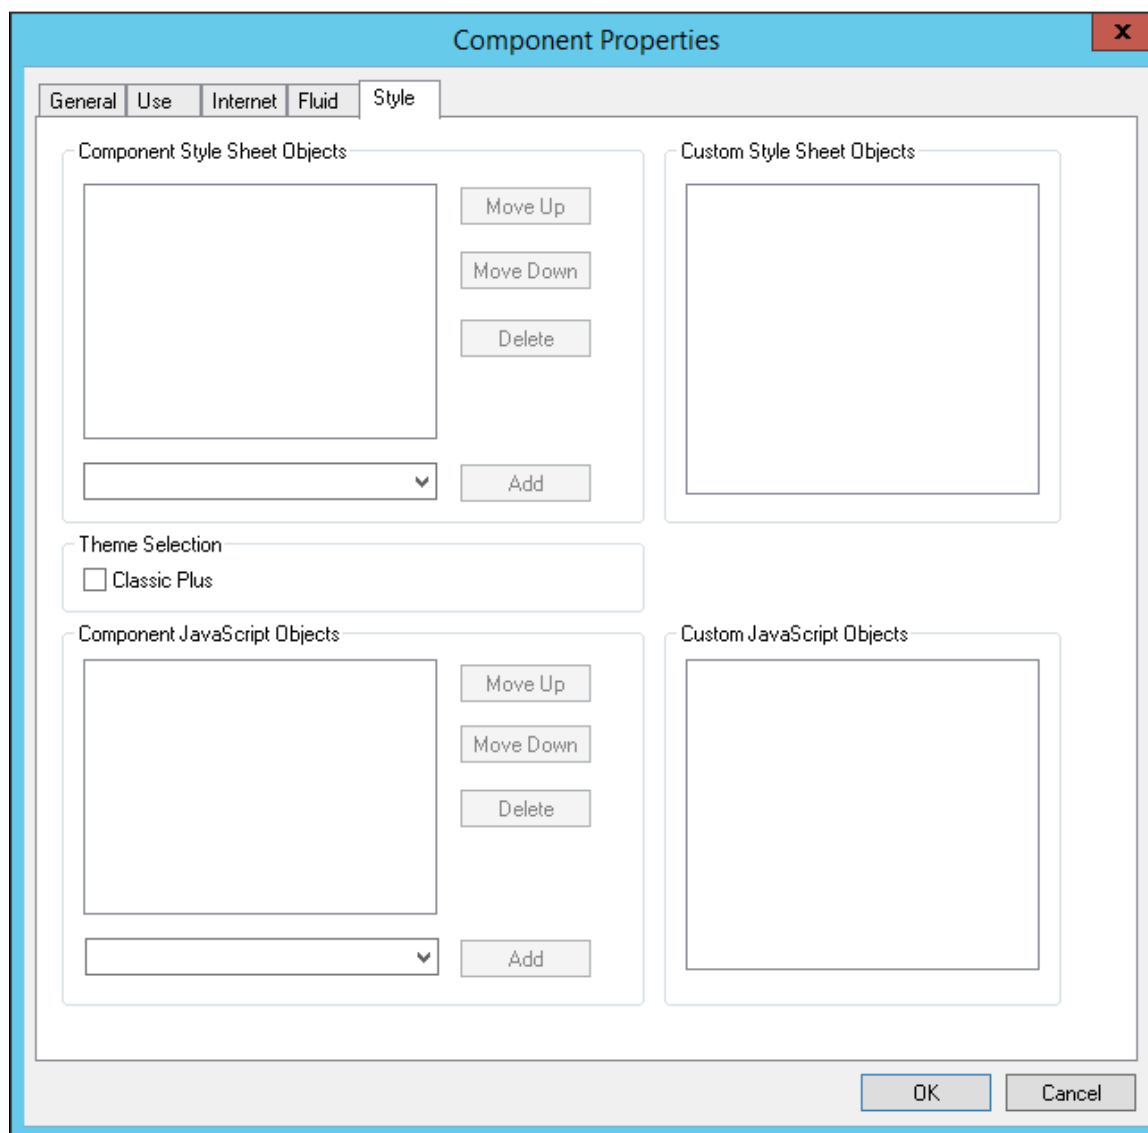 Component Properties
x
General Use Internet Fluid Style
Component Style Sheet Objects
Move Up
Move Down
Delete
Add
Custom Style Sheet Objects
Theme Selection
Classic Plus
Component JavaScript Objects
Move Up
Move Down
Delete
Add
Custom JavaScript Objects
OK Cancel